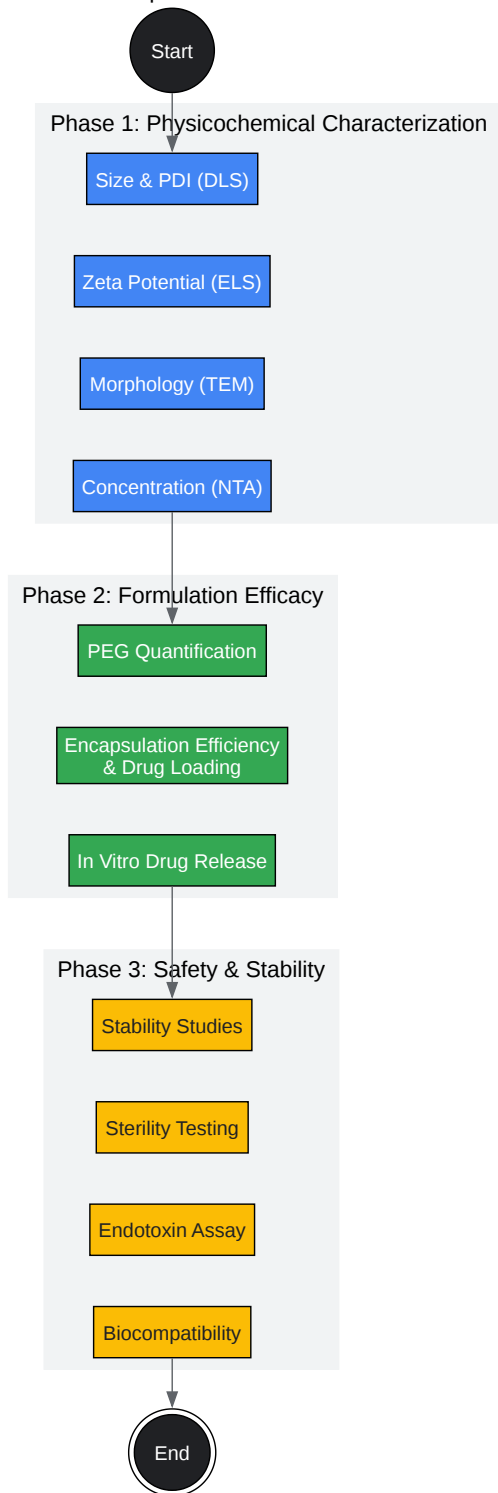 Start
Phase 1: Physicochemical Characterization
Size & PDI (DLS)
Zeta Potential (ELS)
Morphology (TEM)
Concentration (NTA)
Phase 2: Formulation Efficacy
PEG Quantification
Encapsulation Efficiency
& Drug Loading
In Vitro Drug Release
Phase 3: Safety & Stability
Stability Studies
Sterility Testing
Endotoxin Assay
Biocompatibility
End